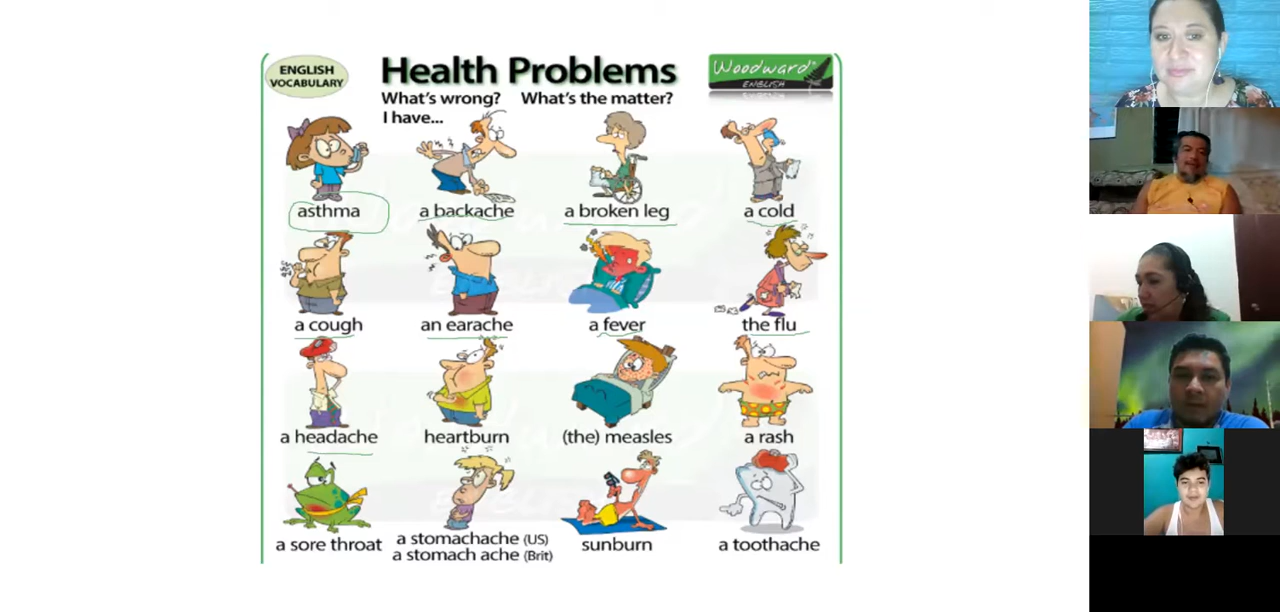 ENGLISH
VOCABULARY
Health Problems
Woodward
ENGLISH
What's wrong? What's the matter?
I have...
asthma
a backache
a broken leg
a cold
a cough
an earache
a fever
the flu
a headache
heartburn
(the) measles
a rash
a sore throat
a stomachache (US)
a stomach ache (Brit)
sunburn
a toothache